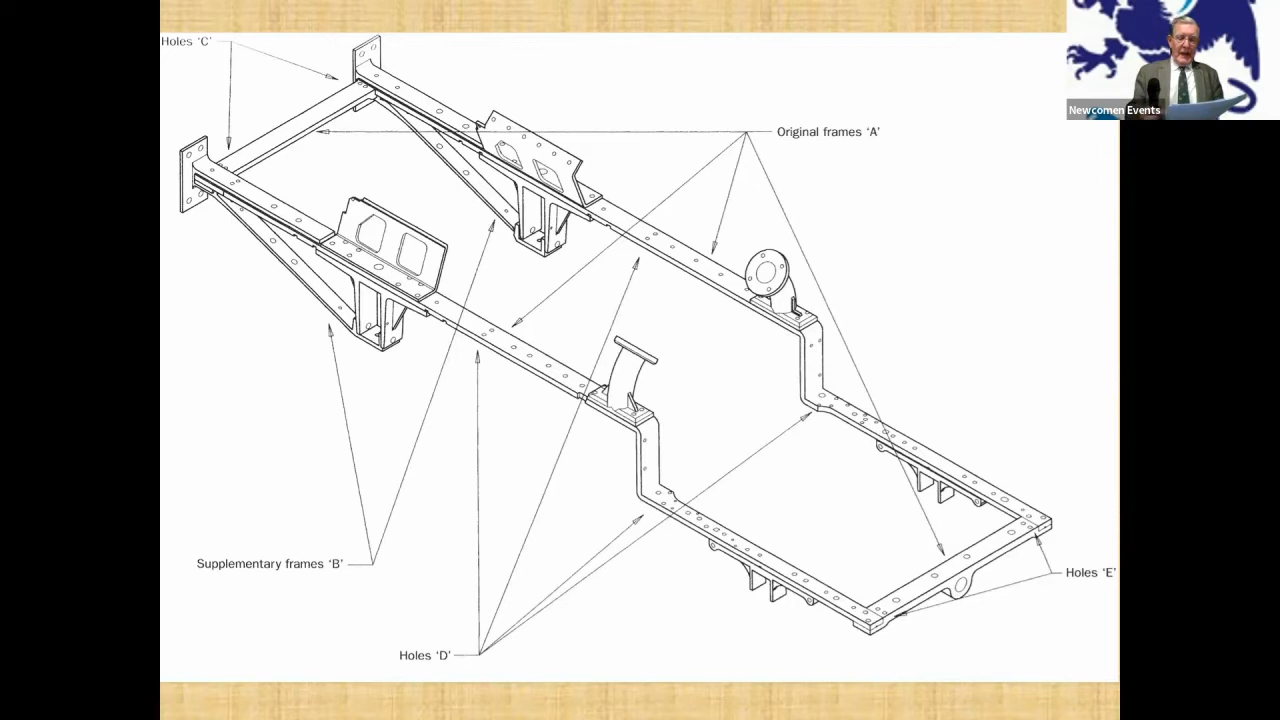 Holes ‘C’
Newcomen Events
Original frames ‘A’
Supplementary frames ‘B’
Holes ‘E’
Holes ‘D’